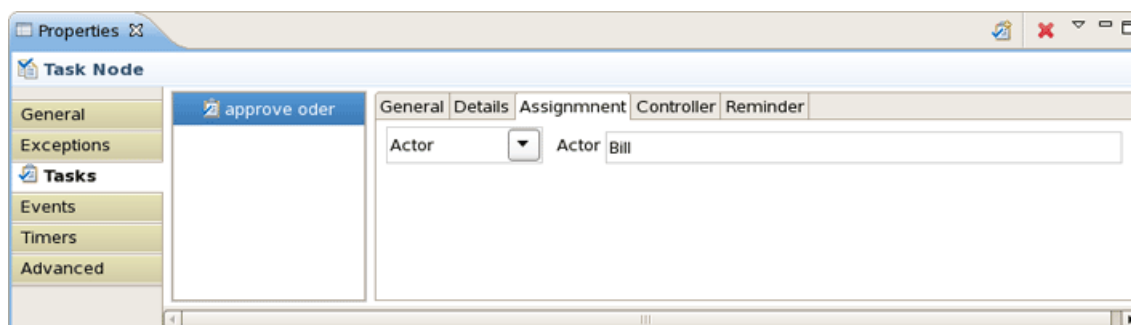 Properties
Task Node
General
Exceptions
Tasks
Events
Timers
Advanced
approve oder
General Details Assignmnent Controller Reminder
Actor Actor Bill